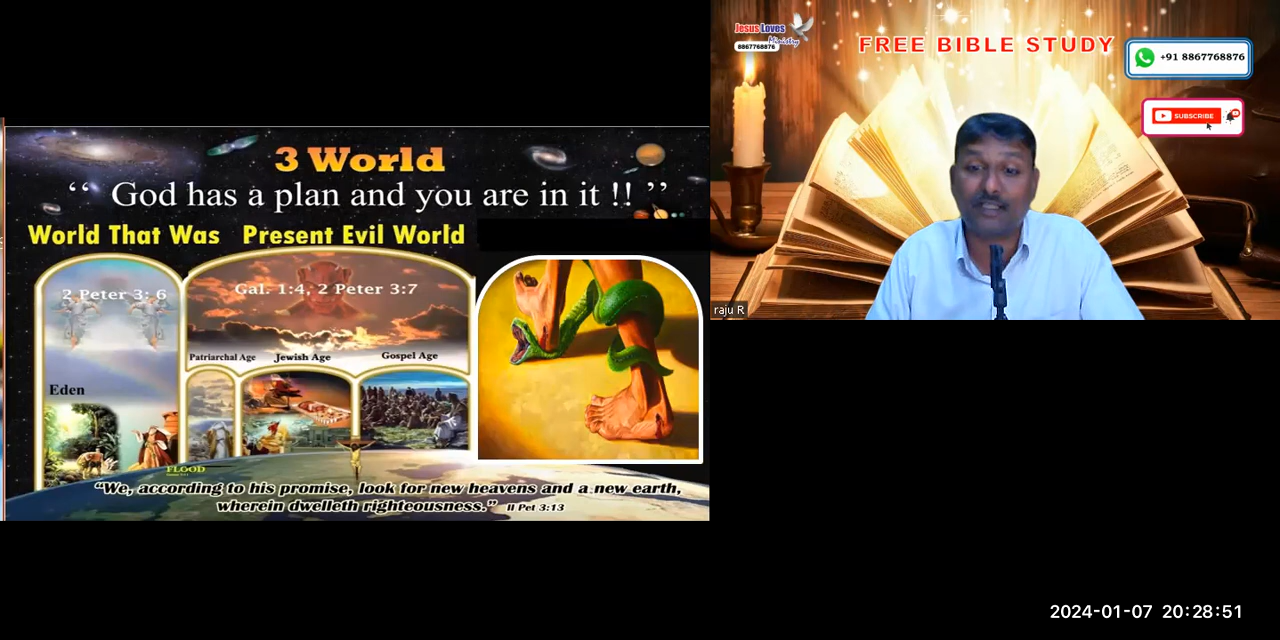 3 World
“ God has a plan and you are in it !! ”
World That Was Present Evil World
2 Peter 3: 6
Gal. 1:4, 2 Peter 3:7
Patriarchal Age Jewish Age Gospel Age
Eden
FLOOD
“We, according to his promise, look for new heavens and a new earth,
wherein dwelleth righteousness.” II Pet 3:13
Jesus Loves
Ministry
8867768876
FREE BIBLE STUDY
+91 8867768876
SUBSCRIBE
raju R
2024-01-07 20:28:51